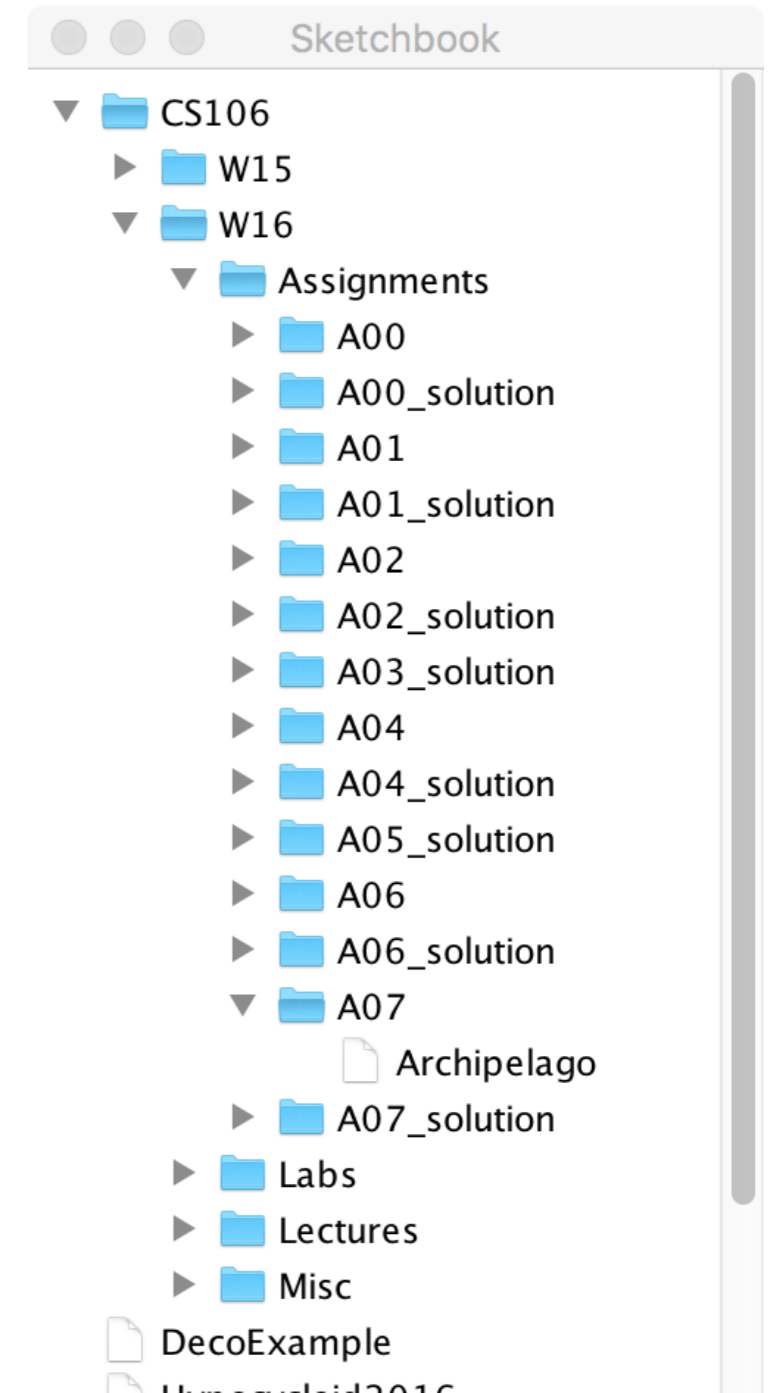 Sketchbook
CS106
W15
W16
Assignments
A00
A00_solution
A01
A01_solution
A02
A02_solution
A03_solution
A04
A04_solution
A05_solution
A06
A06_solution
A07
Archipelago
A07_solution
Labs
Lectures
Misc
DecoExample